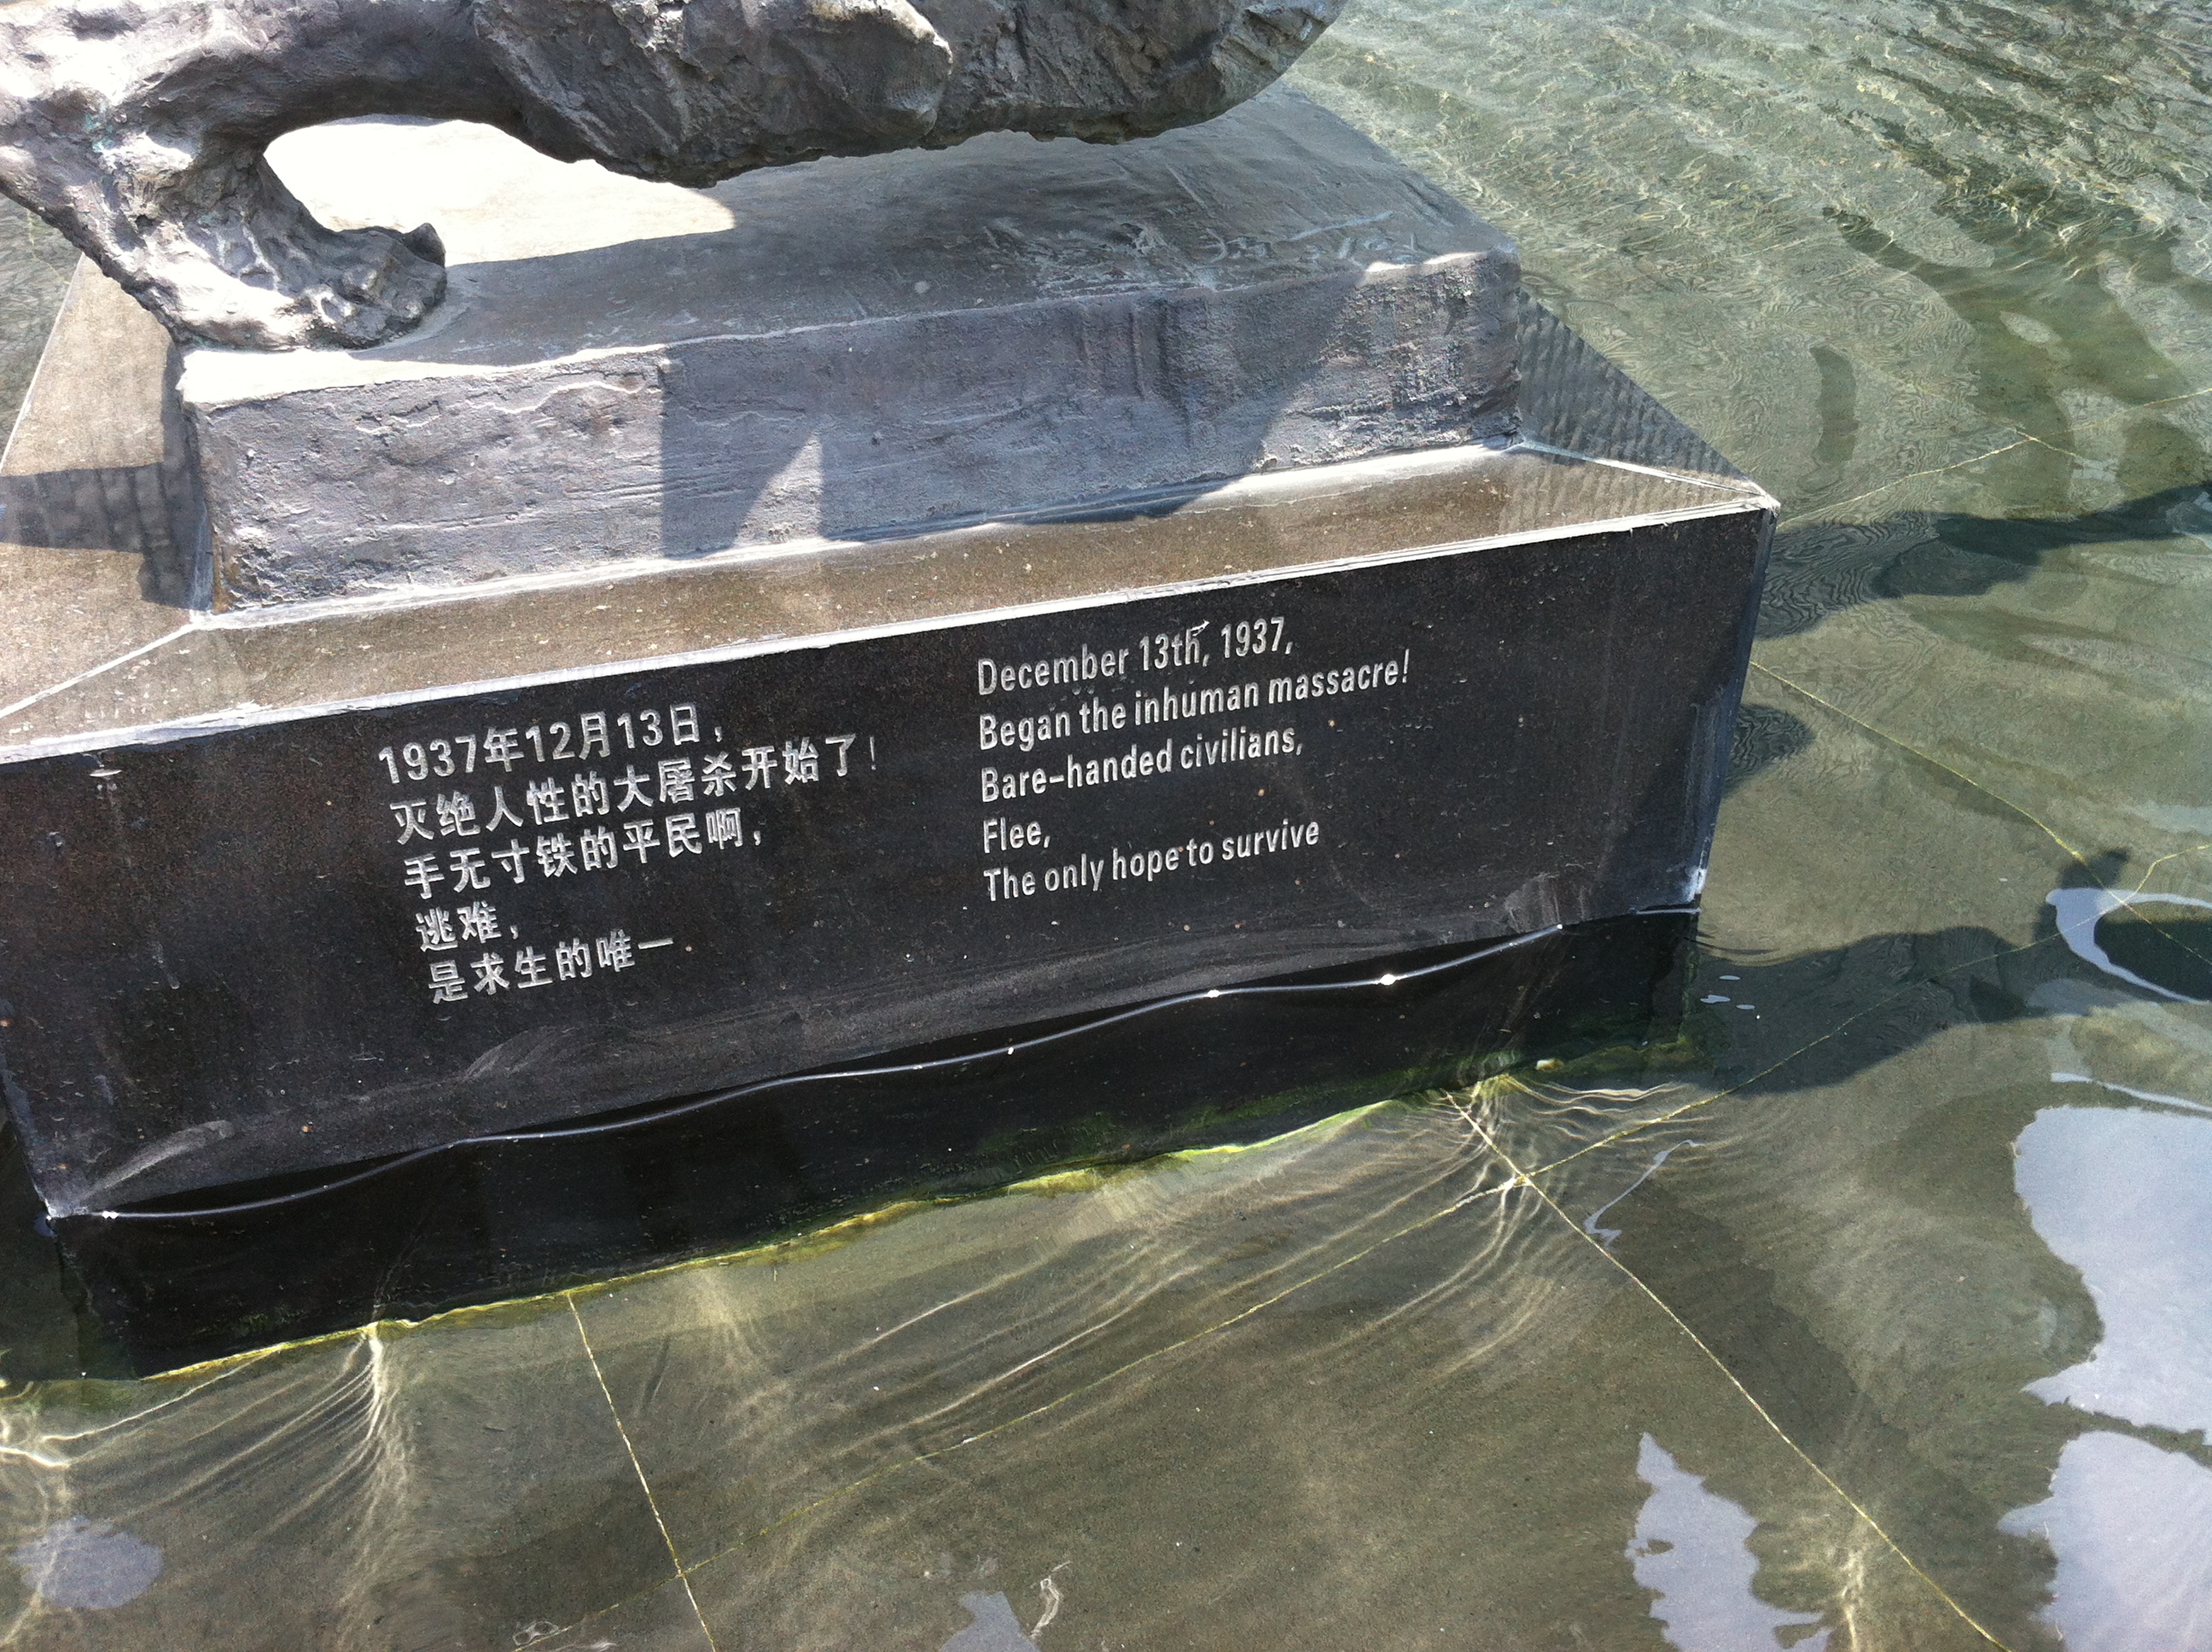 1937年12月13日，
灭绝人性的大屠杀开始了！
手无寸铁的平民啊，
逃难，
是求生的唯一
December 13th, 1937,
Began the inhuman massacre!
Bare-handed civilians,
Flee,
The only hope to survive